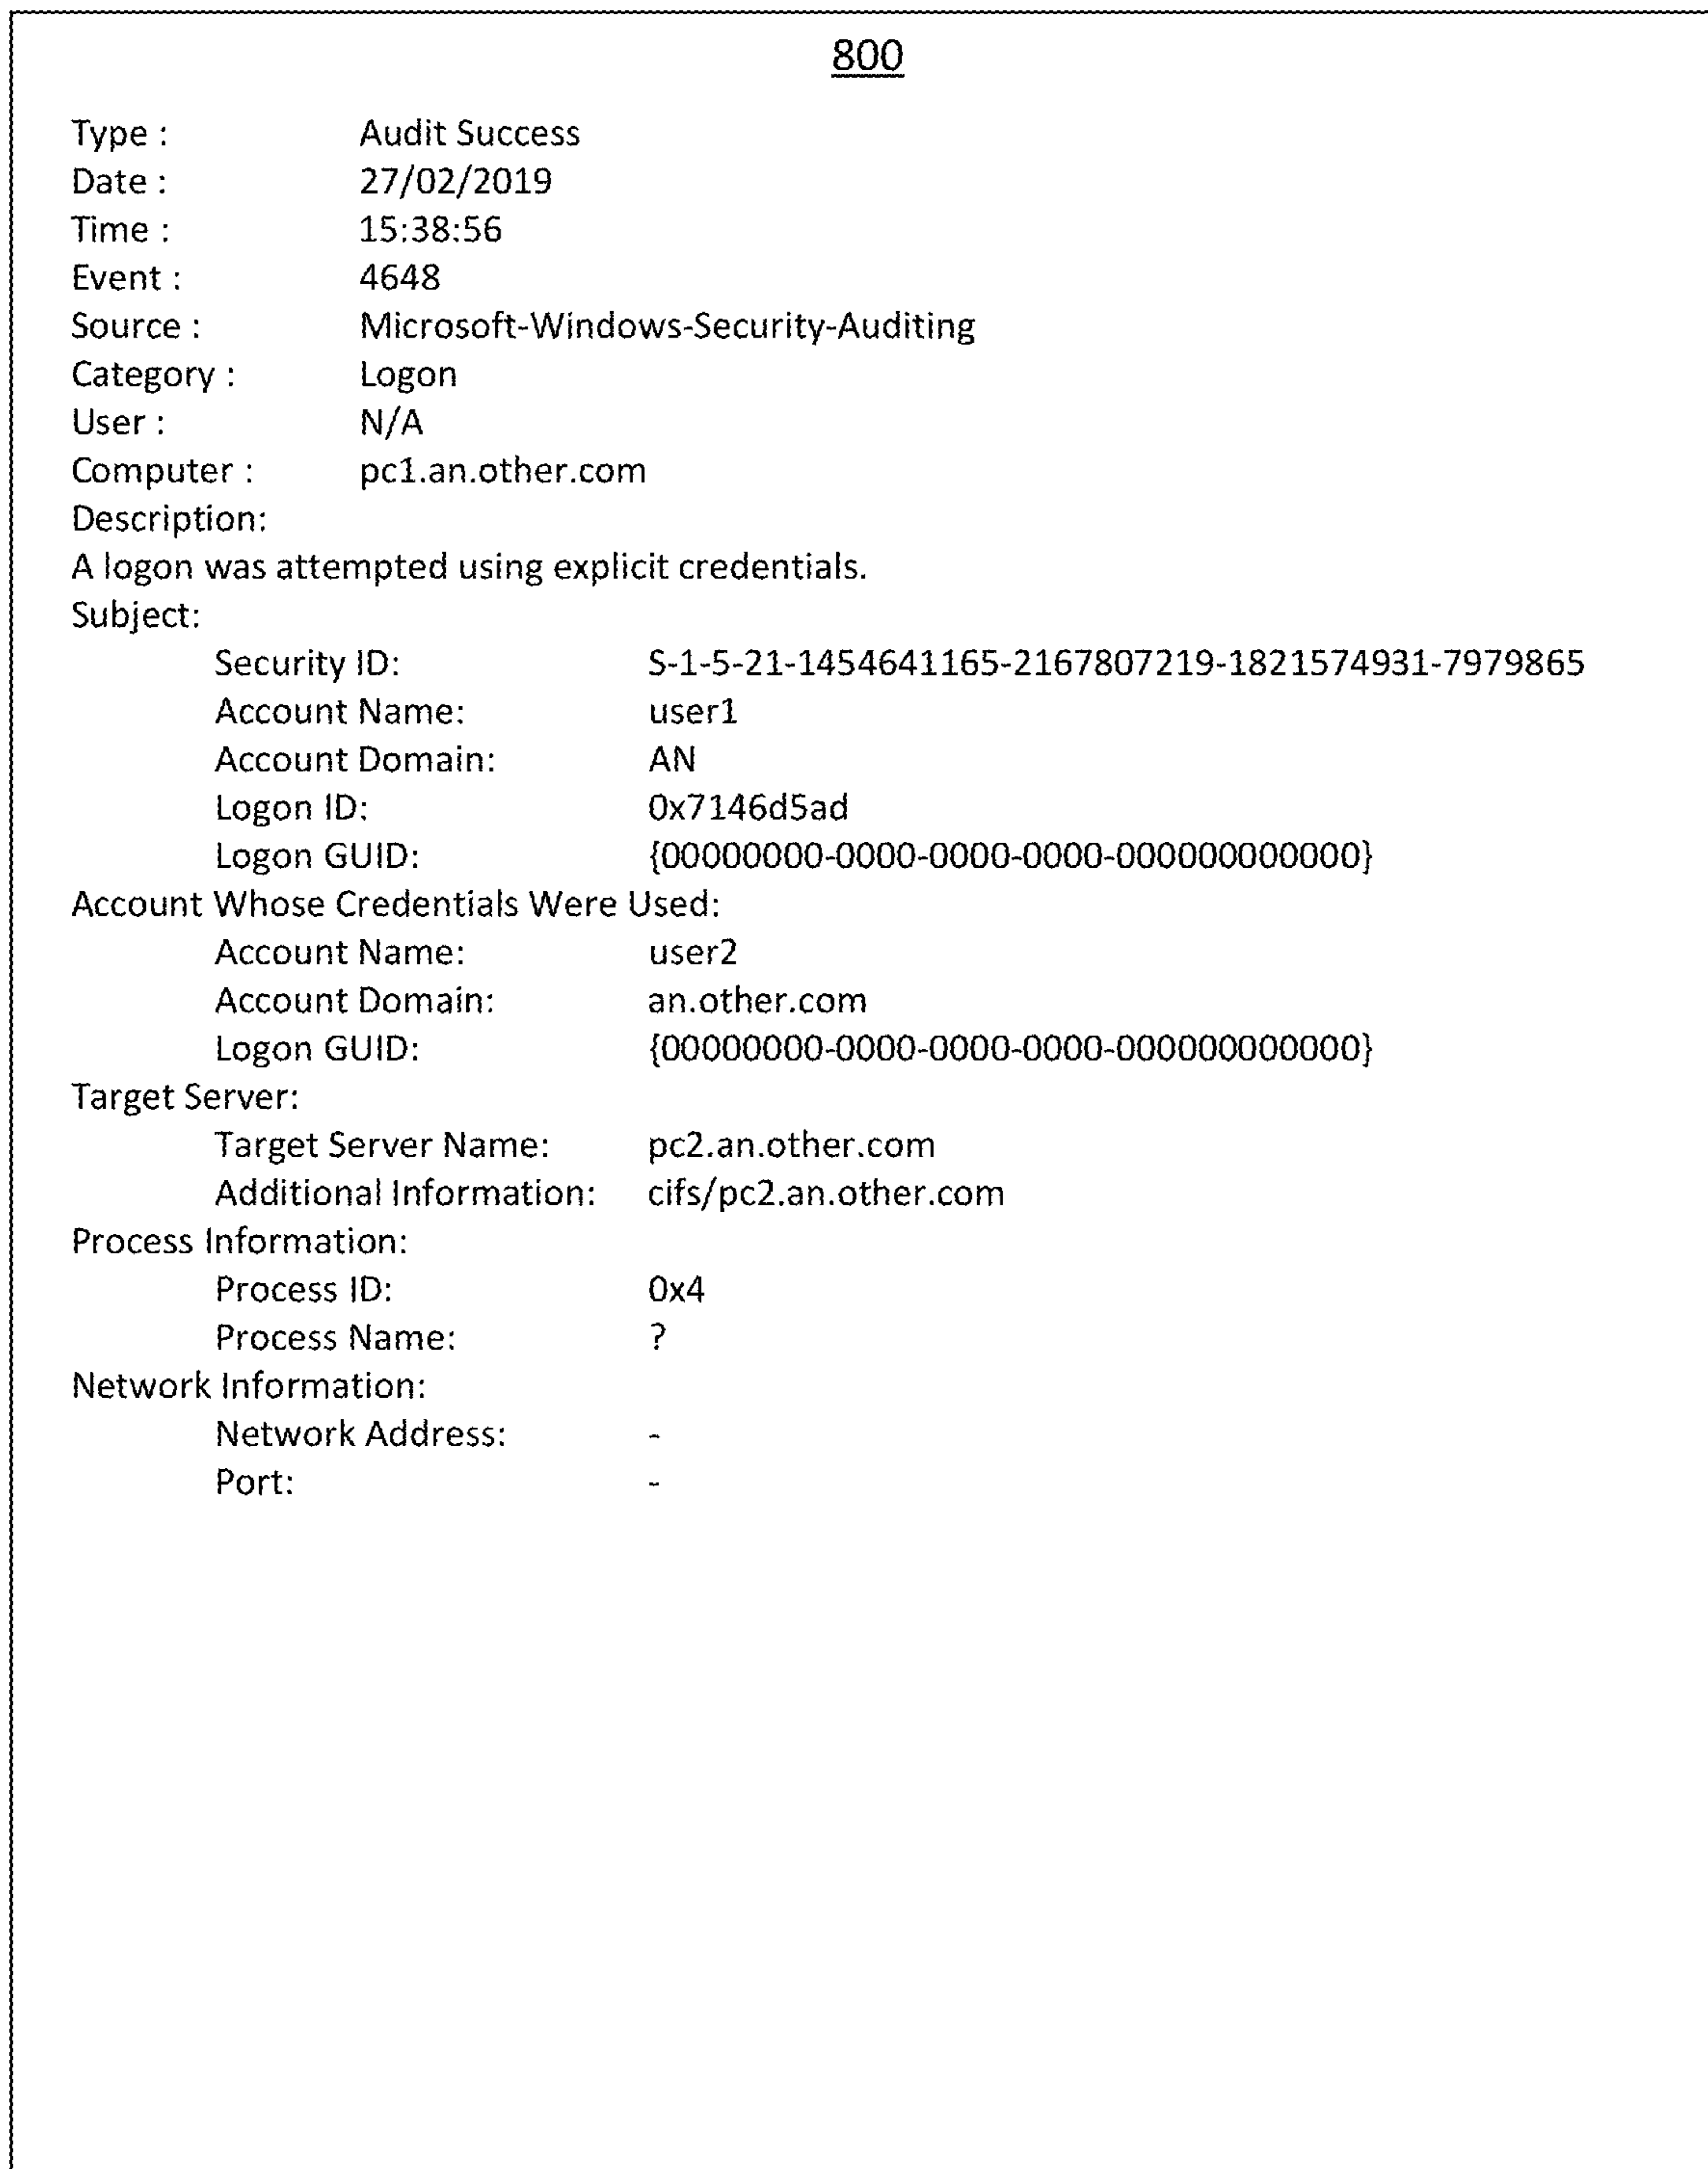 800
Type : Audit Success
Date : 27/02/2019
Time : 15:38:56
Event : 4648
Source : Microsoft-Windows-Security-Auditing
Category : Logon
User : N/A
Computer : pc1.an.other.com
Description:
A logon was attempted using explicit credentials.
Subject:
Security ID: S-1-5-21-1454641165-2167807219-1821574931-7979865
Account Name: user1
Account Domain: AN
Logon ID: 0x7146d5ad
Logon GUID: {00000000-0000-0000-0000-000000000000}
Account Whose Credentials Were Used:
Account Name: user2
Account Domain: an.other.com
Logon GUID: {00000000-0000-0000-0000-000000000000}
Target Server:
Target Server Name: pc2.an.other.com
Additional Information: cifs/pc2.an.other.com
Process Information:
Process ID: 0x4
Process Name: ?
Network Information:
Network Address: -
Port: -